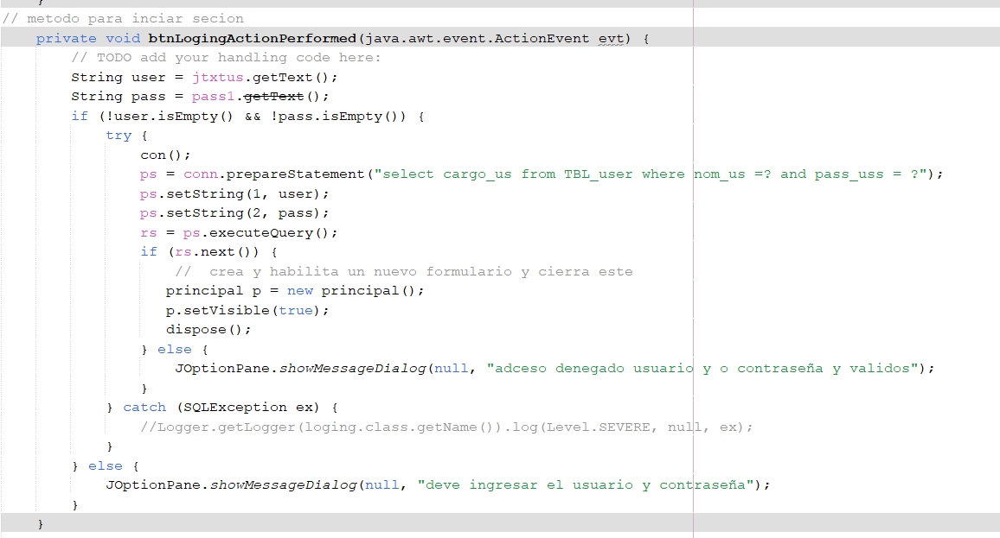 }
// metodo para inciar secion
private void btnLogingActionPerformed(java.awt.event.ActionEvent evt) {
// TODO add your handling code here:
String user = jtxtus.getText();
String pass = pass1.getText();
if (!user.isEmpty() && !pass.isEmpty()) {
try {
con();
ps = conn.prepareStatement("select cargo_us from TBL_user where nom_us =? and pass_uss = ?");
ps.setString(1, user);
ps.setString(2, pass);
rs = ps.executeQuery();
if (rs.next()) {
//  crea y habilita un nuevo formulario y cierra este
principal p = new principal();
p.setVisible(true);
dispose();
} else {
JOptionPane.showMessageDialog(null, "adceso denegado usuario y o contraseña y validos");
}
} catch (SQLException ex) {
//Logger.getLogger(loging.class.getName()).log(Level.SEVERE, null, ex);
}
} else {
JOptionPane.showMessageDialog(null, "deve ingresar el usuario y contraseña");
}
}